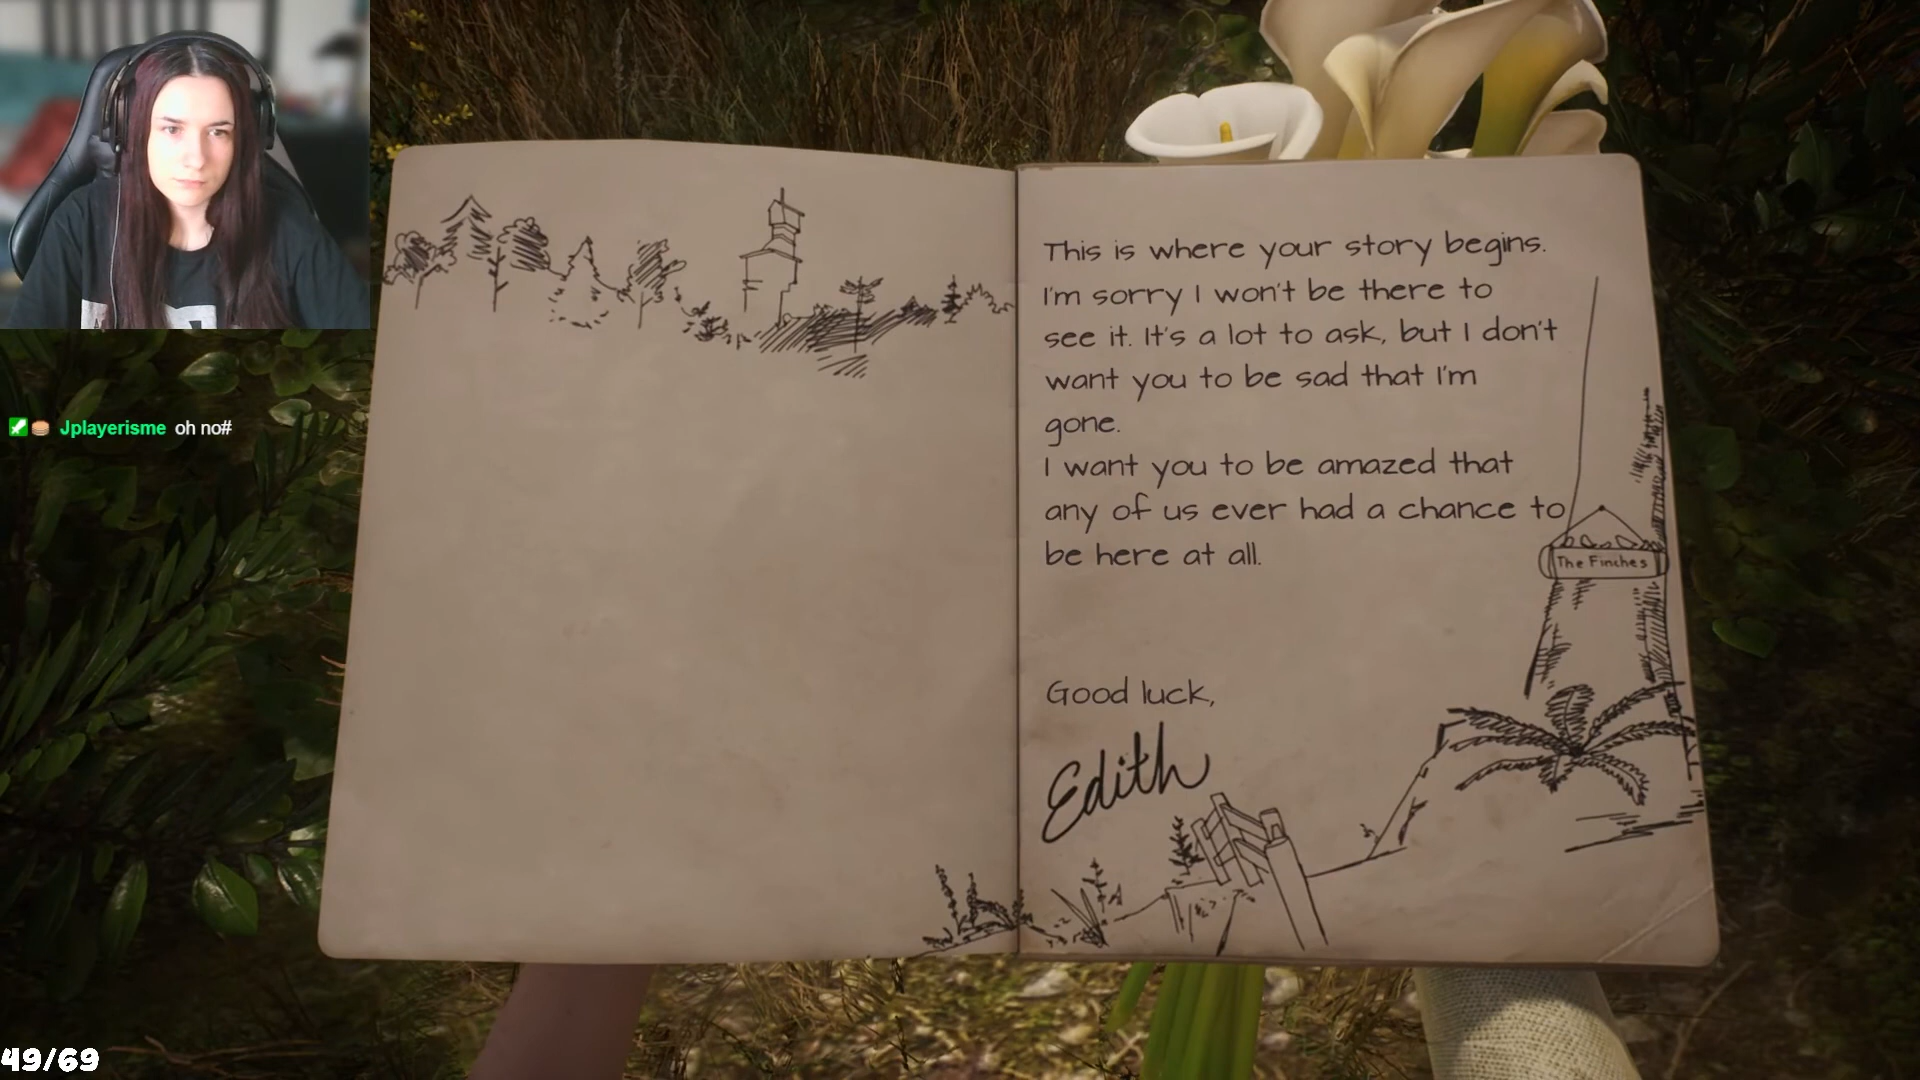 Jplayerisme oh no#
This is where your story begins.
I'm sorry I won't be there to
see it. It's a lot to ask, but I don't
want you to be sad that I'm
gone.
I want you to be amazed that
any of us ever had a chance to
be here at all.
The Finches
Good luck,
Edith
49/69